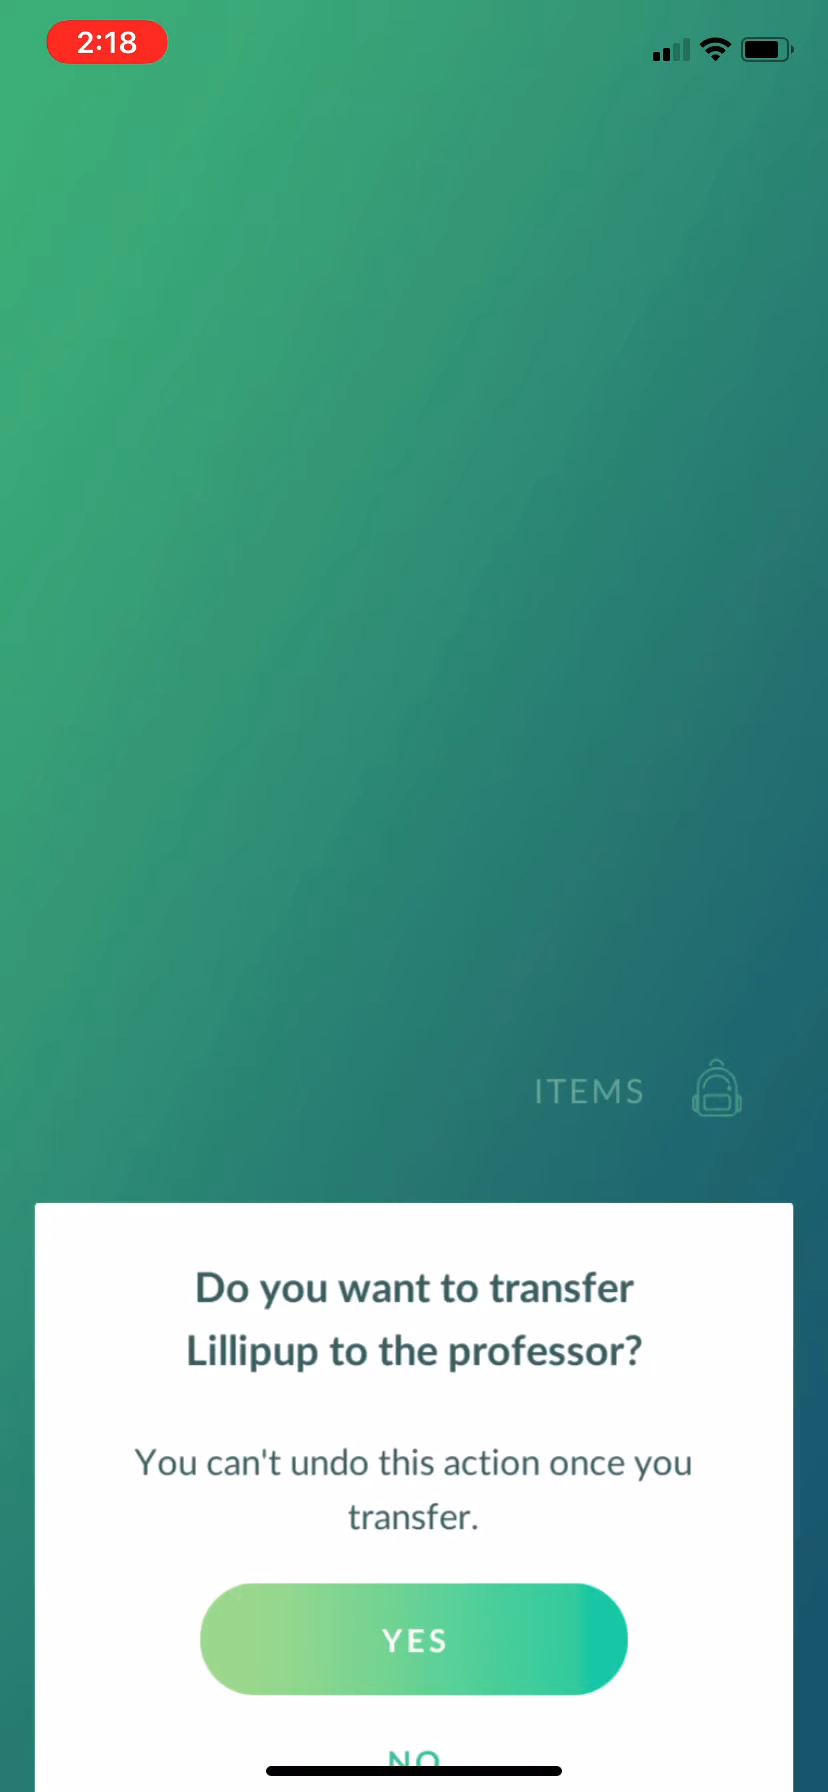 2:18
ITEMS
Do you want to transfer
Lillipup to the professor?
You can't undo this action once you
transfer.
YES
NO